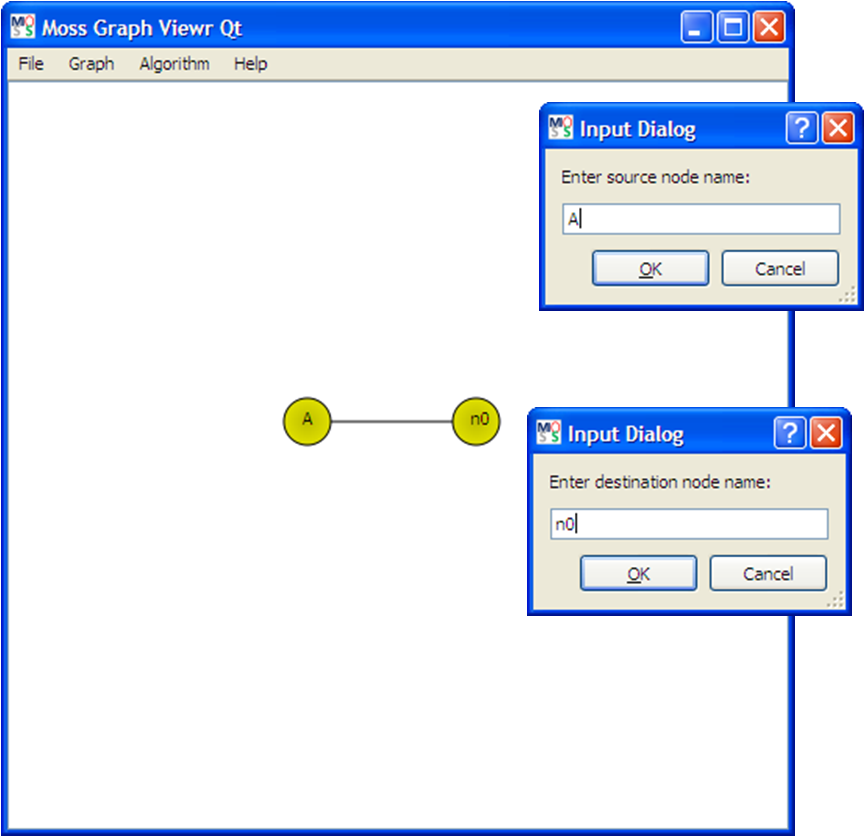 Moss Graph Viewr Qt
File Graph Algorithm Help
A n0
Input Dialog
Enter source node name:
A
OK Cancel
Input Dialog
Enter destination node name:
n0
OK Cancel